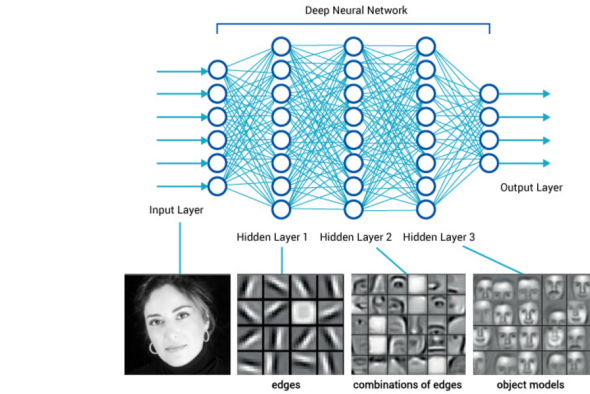 Deep Neural Network
Output Layer
Input Layer
Hidden Layer 1
Hidden Layer 2
Hidden Layer 3
edges
combinations of edges
object models